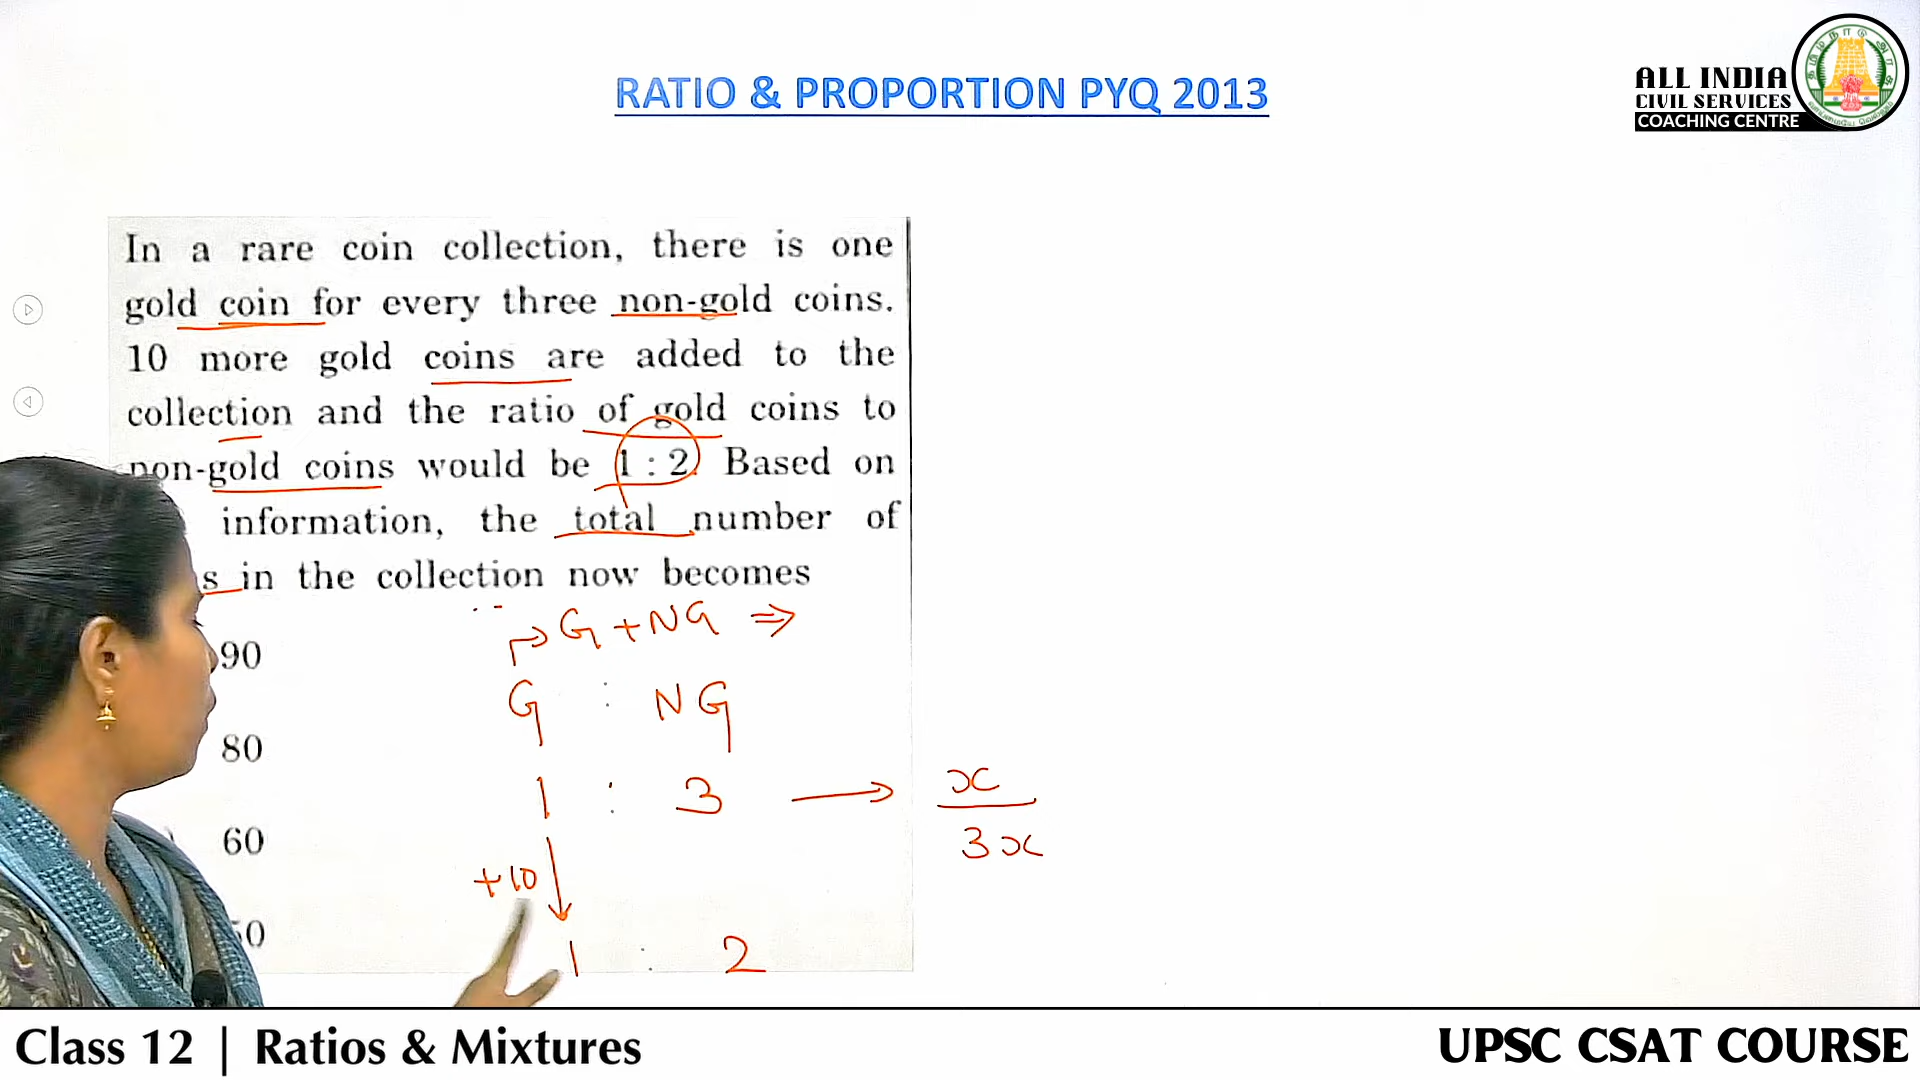 RATIO & PROPORTION PYQ 2013
ALL INDIA
CIVIL SERVICES
COACHING CENTRE
In a rare coin collection, there is one
gold coin for every three non-gold coins.
10 more gold coins are added to the
collection and the ratio of gold coins to
non-gold coins would be 1 : 2. Based on
information, the total number of
in the collection now becomes
G + NG ⇒
90
G : NG
80
1 : 3 → x
3x
60
+10
1 : 2
UPSC CSAT COURSE
Class 12 | Ratios & Mixtures